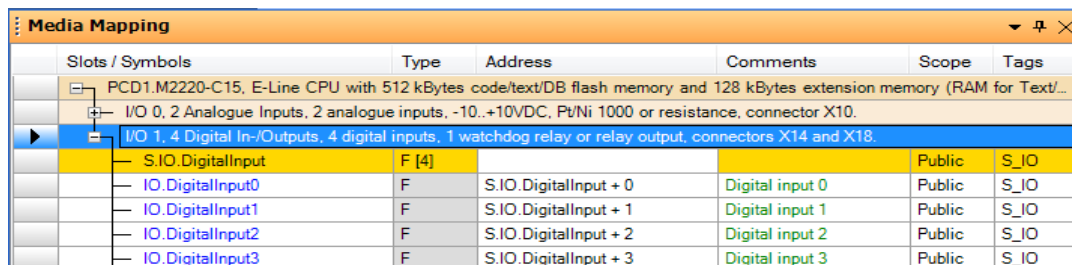 Media Mapping
Slots / Symbols Type Address Comments Scope Tags
PCD1.M2220-C15, E-Line CPU with 512 kBytes code/text/DB flash memory and 128 kBytes extension memory (RAM for Text/...
I/O 0, 2 Analogue Inputs, 2 analogue inputs, -10..+10VDC, Pt/Ni 1000 or resistance, connector X10.
I/O 1, 4 Digital In-/Outputs, 4 digital inputs, 1 watchdog relay or relay output, connectors X14 and X18.
S.IO.DigitalInput F [4] Public S_IO
IO.DigitalInput0 F S.IO.DigitalInput + 0 Digital input 0 Public S_IO
IO.DigitalInput1 F S.IO.DigitalInput + 1 Digital input 1 Public S_IO
IO.DigitalInput2 F S.IO.DigitalInput + 2 Digital input 2 Public S_IO
IO.DigitalInput3 F S.IO.DigitalInput + 3 Digital input 3 Public S_IO